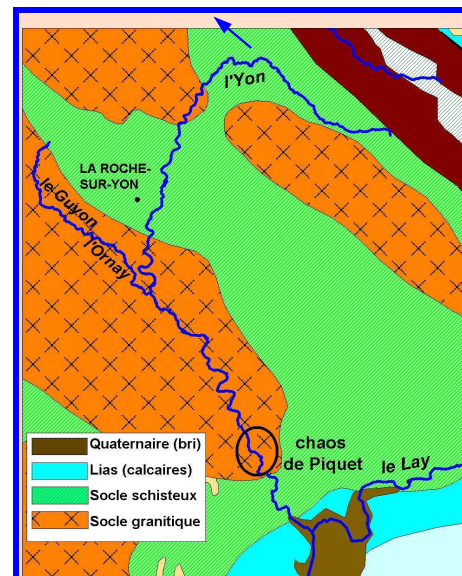 l'Yon
LA ROCHE-
SUR-YON
le Guyon
l'Ornay
chaos
de Piquet
le Lay
Quaternaire (bri)
Lias (calcaires)
Socle schisteux
Socle granitique